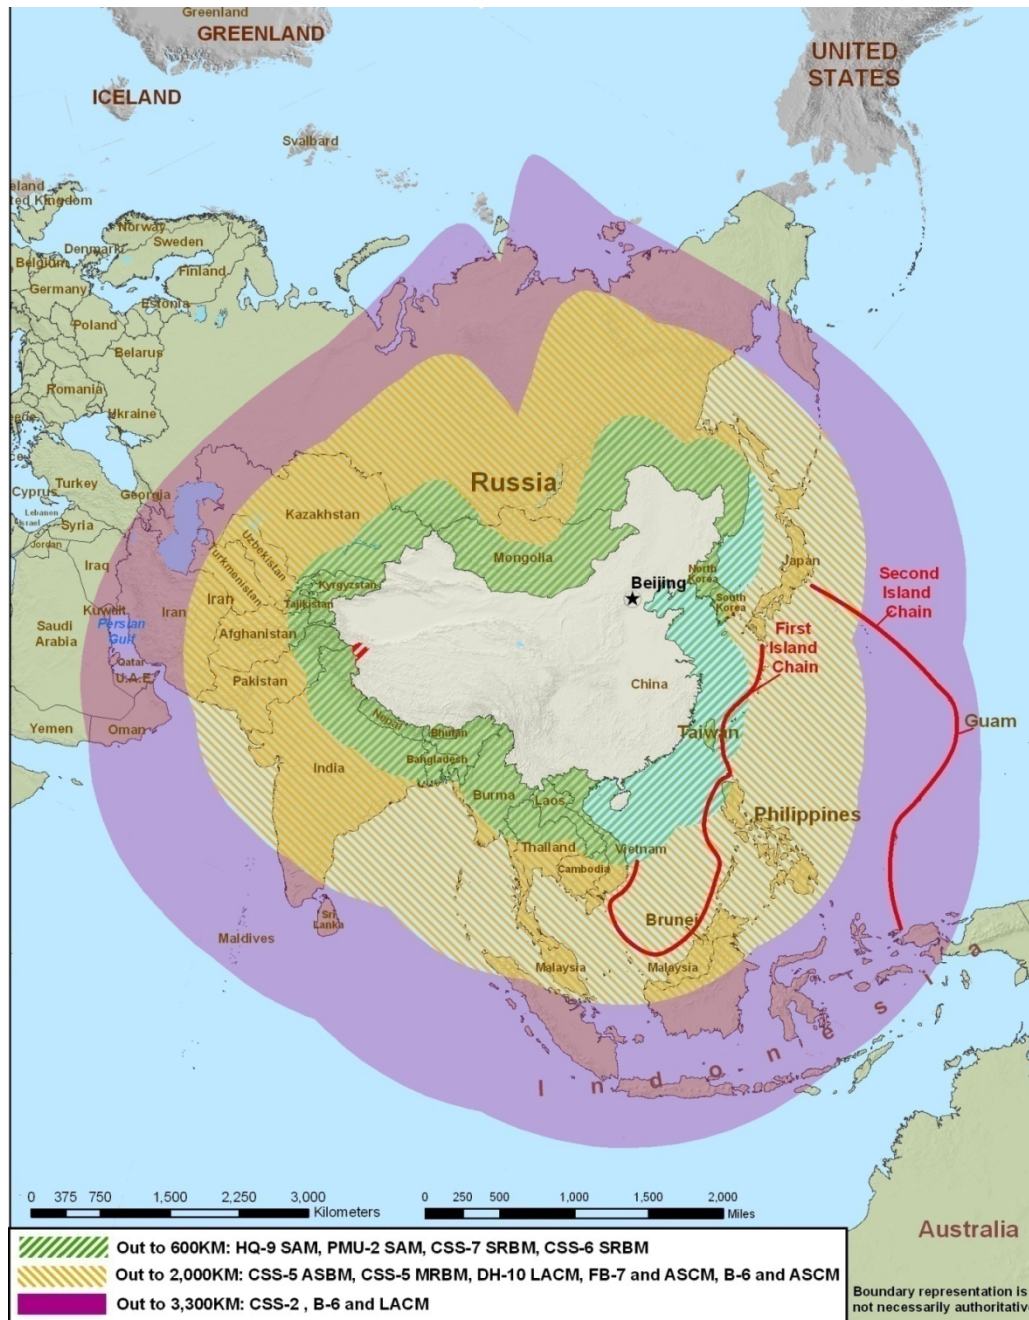 Greenland
GREENLAND
UNITED
STATES
ICELAND
Svalbard
eland
ted Kingdom
Norway
Sweden
Denmark
Finland
Belgium
Germany
Estonia
Poland
Belarus
Romania
Ukraine
Turkey
Georgia
Cyprus
Lebanon
Israel
Syria
Jordan
Iraq
Kuwait
Saudi
Arabia
Persian
Gulf
Qatar
U.A.E.
Yemen
Oman
Iran
Iran
Russia
Kazakhstan
Uzbekistan
Turkmenistan
Kyrgyzstan
Tajikistan
Afghanistan
Pakistan
Mongolia
Beijing
North
Korea
South
Korea
Japan
Second
Island
Chain
First
Island
Chain
China
Taiwan
Guam
Nepal
Bhutan
Bangladesh
India
Burma
Laos
Philippines
Thailand
Vietnam
Cambodia
Sri
Lanka
Maldives
Brunei
Malaysia
Malaysia
Indonesia
Australia
0 375 750 1,500 2,250 3,000
Kilometers
0 250 500 1,000 1,500 2,000
Miles
Out to 600KM: HQ-9 SAM, PMU-2 SAM, CSS-7 SRBM, CSS-6 SRBM
Out to 2,000KM: CSS-5 ASBM, CSS-5 MRBM, DH-10 LACM, FB-7 and ASCM, B-6 and ASCM
Out to 3,300KM: CSS-2 , B-6 and LACM
Boundary representation is
not necessarily authoritative